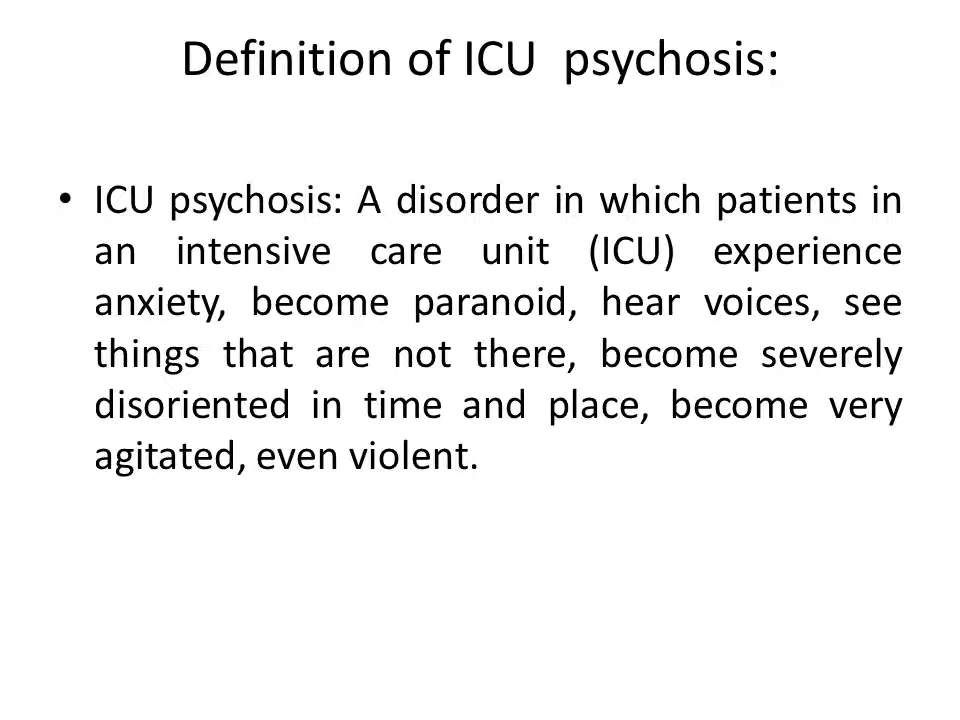 Definition of ICU  psychosis:
• ICU psychosis: A disorder in which patients in
an intensive care unit (ICU) experience
anxiety, become paranoid, hear voices, see
things that are not there, become severely
disoriented in time and place, become very
agitated, even violent.